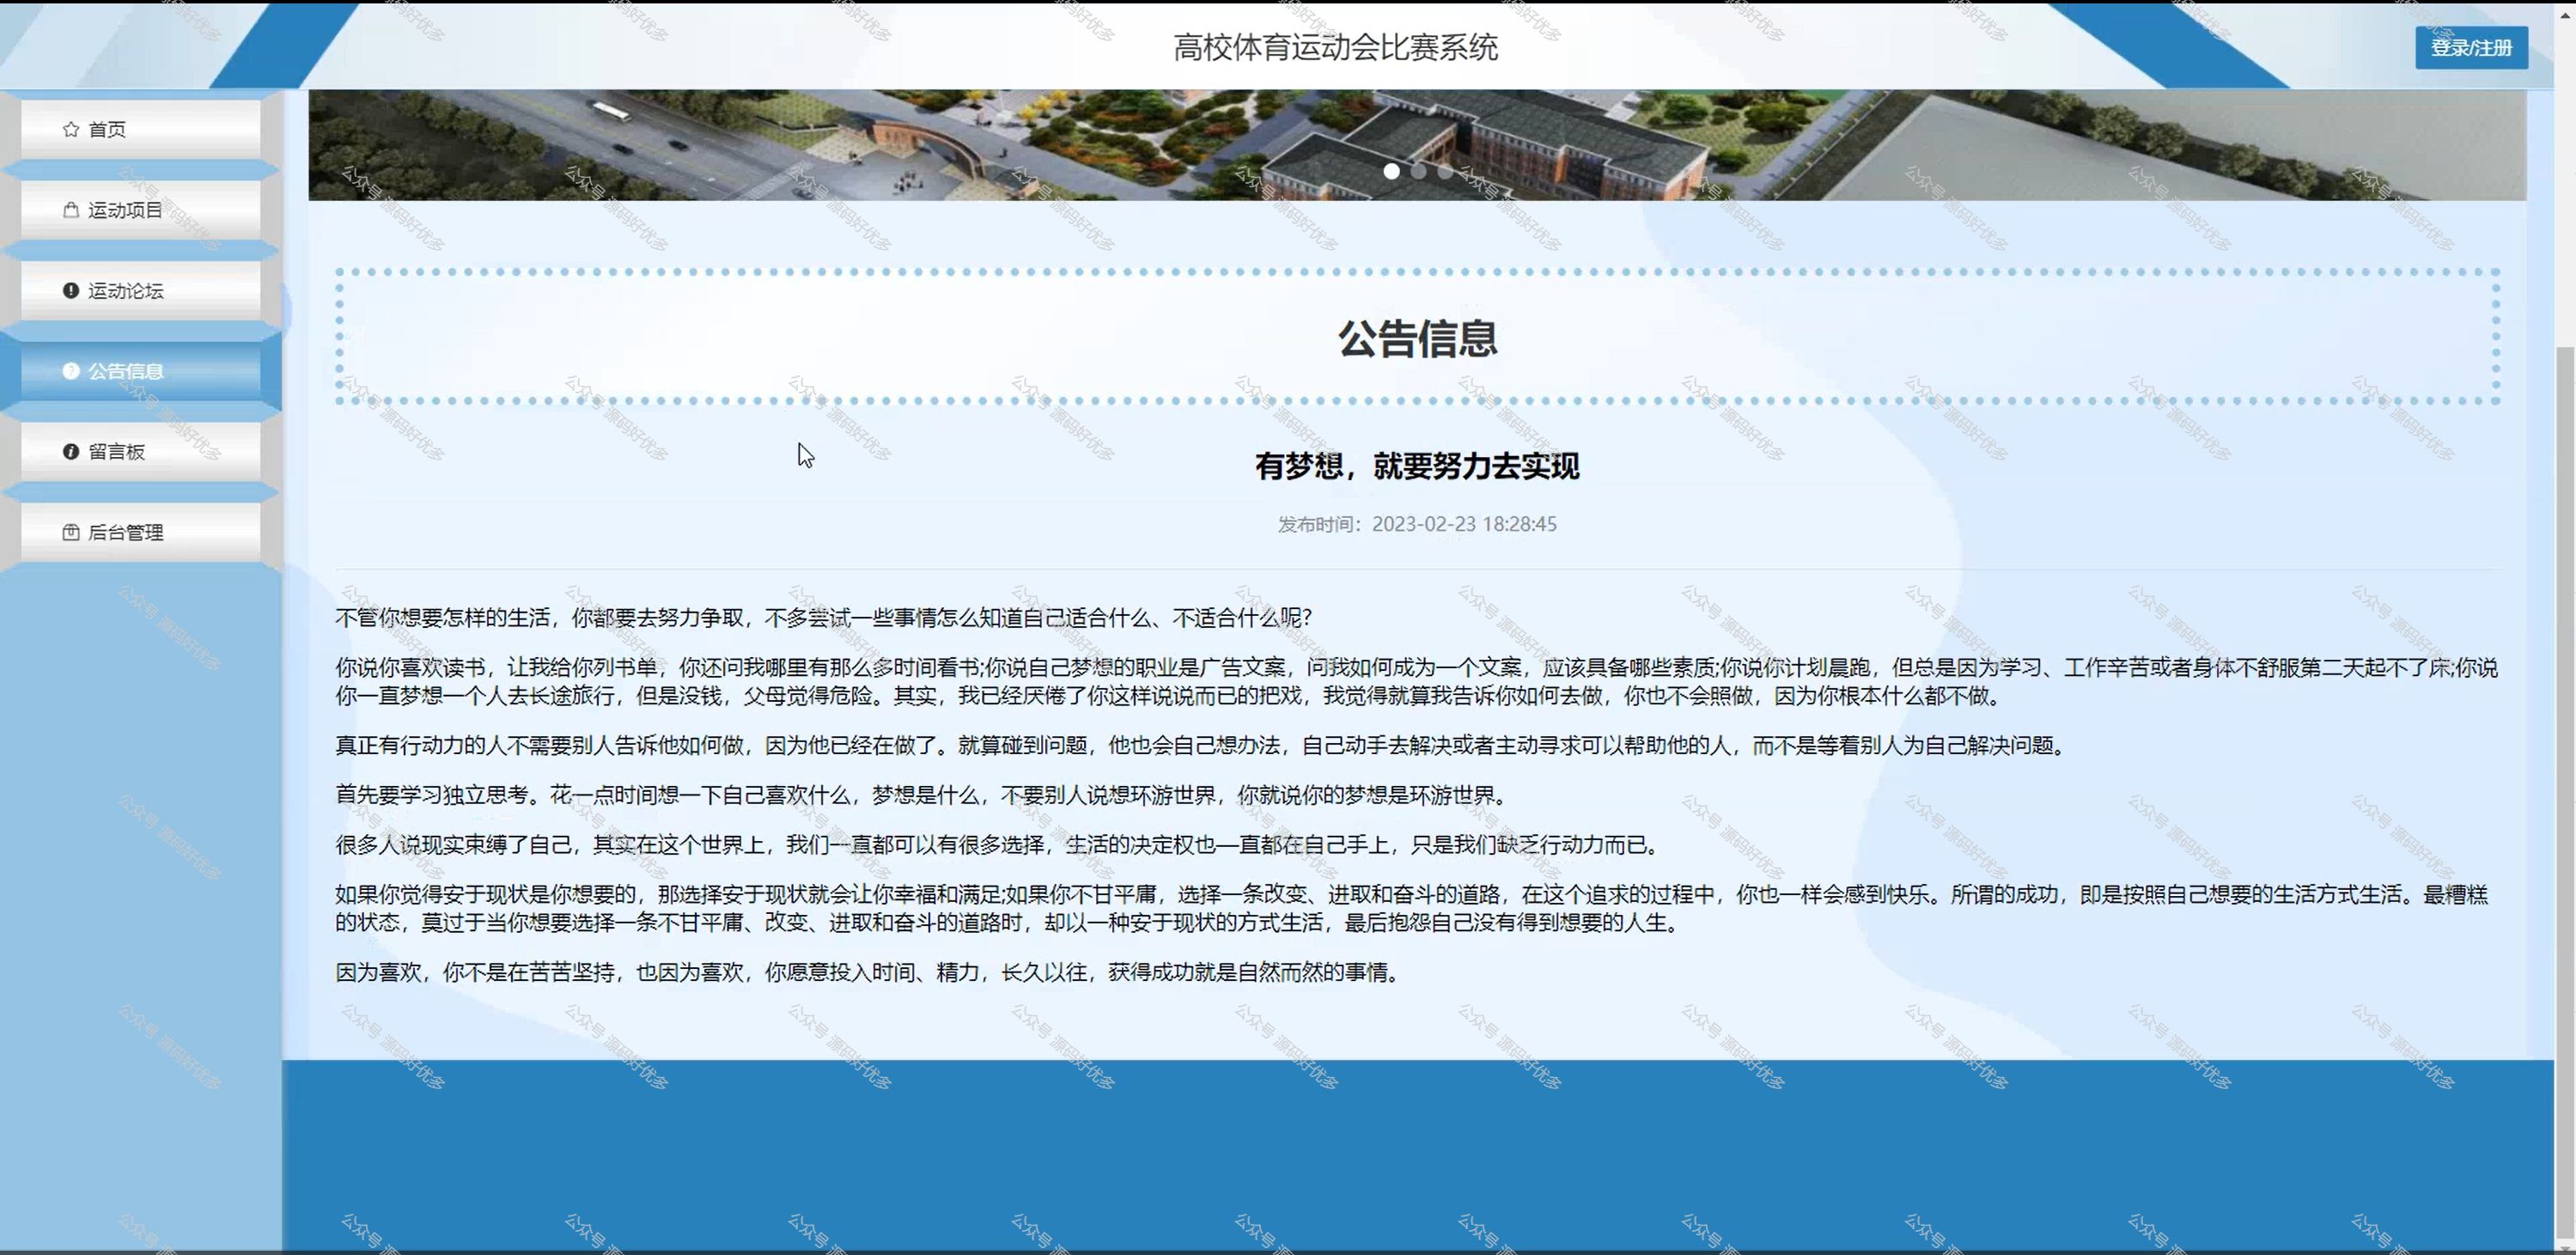 高校体育运动会比赛系统
登录/注册
首页
运动项目
运动论坛
公告信息
留言板
后台管理
公告信息
有梦想，就要努力去实现
发布时间：2023-02-23 18:28:45
不管你想要怎样的生活，你都要去努力争取，不多尝试一些事情怎么知道自己适合什么、不适合什么呢?
你说你喜欢读书，让我给你列书单，你还问我哪里有那么多时间看书;你说自己梦想的职业是广告文案，问我如何成为一个文案，应该具备哪些素质;你说你计划晨跑，但总是因为学习、工作辛苦或者身体不舒服第二天起不了床;你说
你一直梦想一个人去长途旅行，但是没钱，父母觉得危险。其实，我已经厌倦了你这样说说而已的把戏，我觉得就算我告诉你如何去做，你也不会照做，因为你根本什么都不做。
真正有行动力的人不需要别人告诉他如何做，因为他已经在做了。就算碰到问题，他也会自己想办法，自己动手去解决或者主动寻求可以帮助他的人，而不是等着别人为自己解决问题。
首先要学习独立思考。花一点时间想一下自己喜欢什么，梦想是什么，不要别人说想环游世界，你就说你的梦想是环游世界。
很多人说现实束缚了自己，其实在这个世界上，我们一直都可以有很多选择，生活的决定权也一直都在自己手上，只是我们缺乏行动力而已。
如果你觉得安于现状是你想要的，那选择安于现状就会让你幸福和满足;如果你不甘平庸，选择一条改变、进取和奋斗的道路，在这个追求的过程中，你也一样会感到快乐。所谓的成功，即是按照自己想要的生活方式生活。最糟糕
的状态，莫过于当你想要选择一条不甘平庸、改变、进取和奋斗的道路时，却以一种安于现状的方式生活，最后抱怨自己没有得到想要的人生。
因为喜欢，你不是在苦苦坚持，也因为喜欢，你愿意投入时间、精力，长久以往，获得成功就是自然而然的事情。
公众号 源码好优多